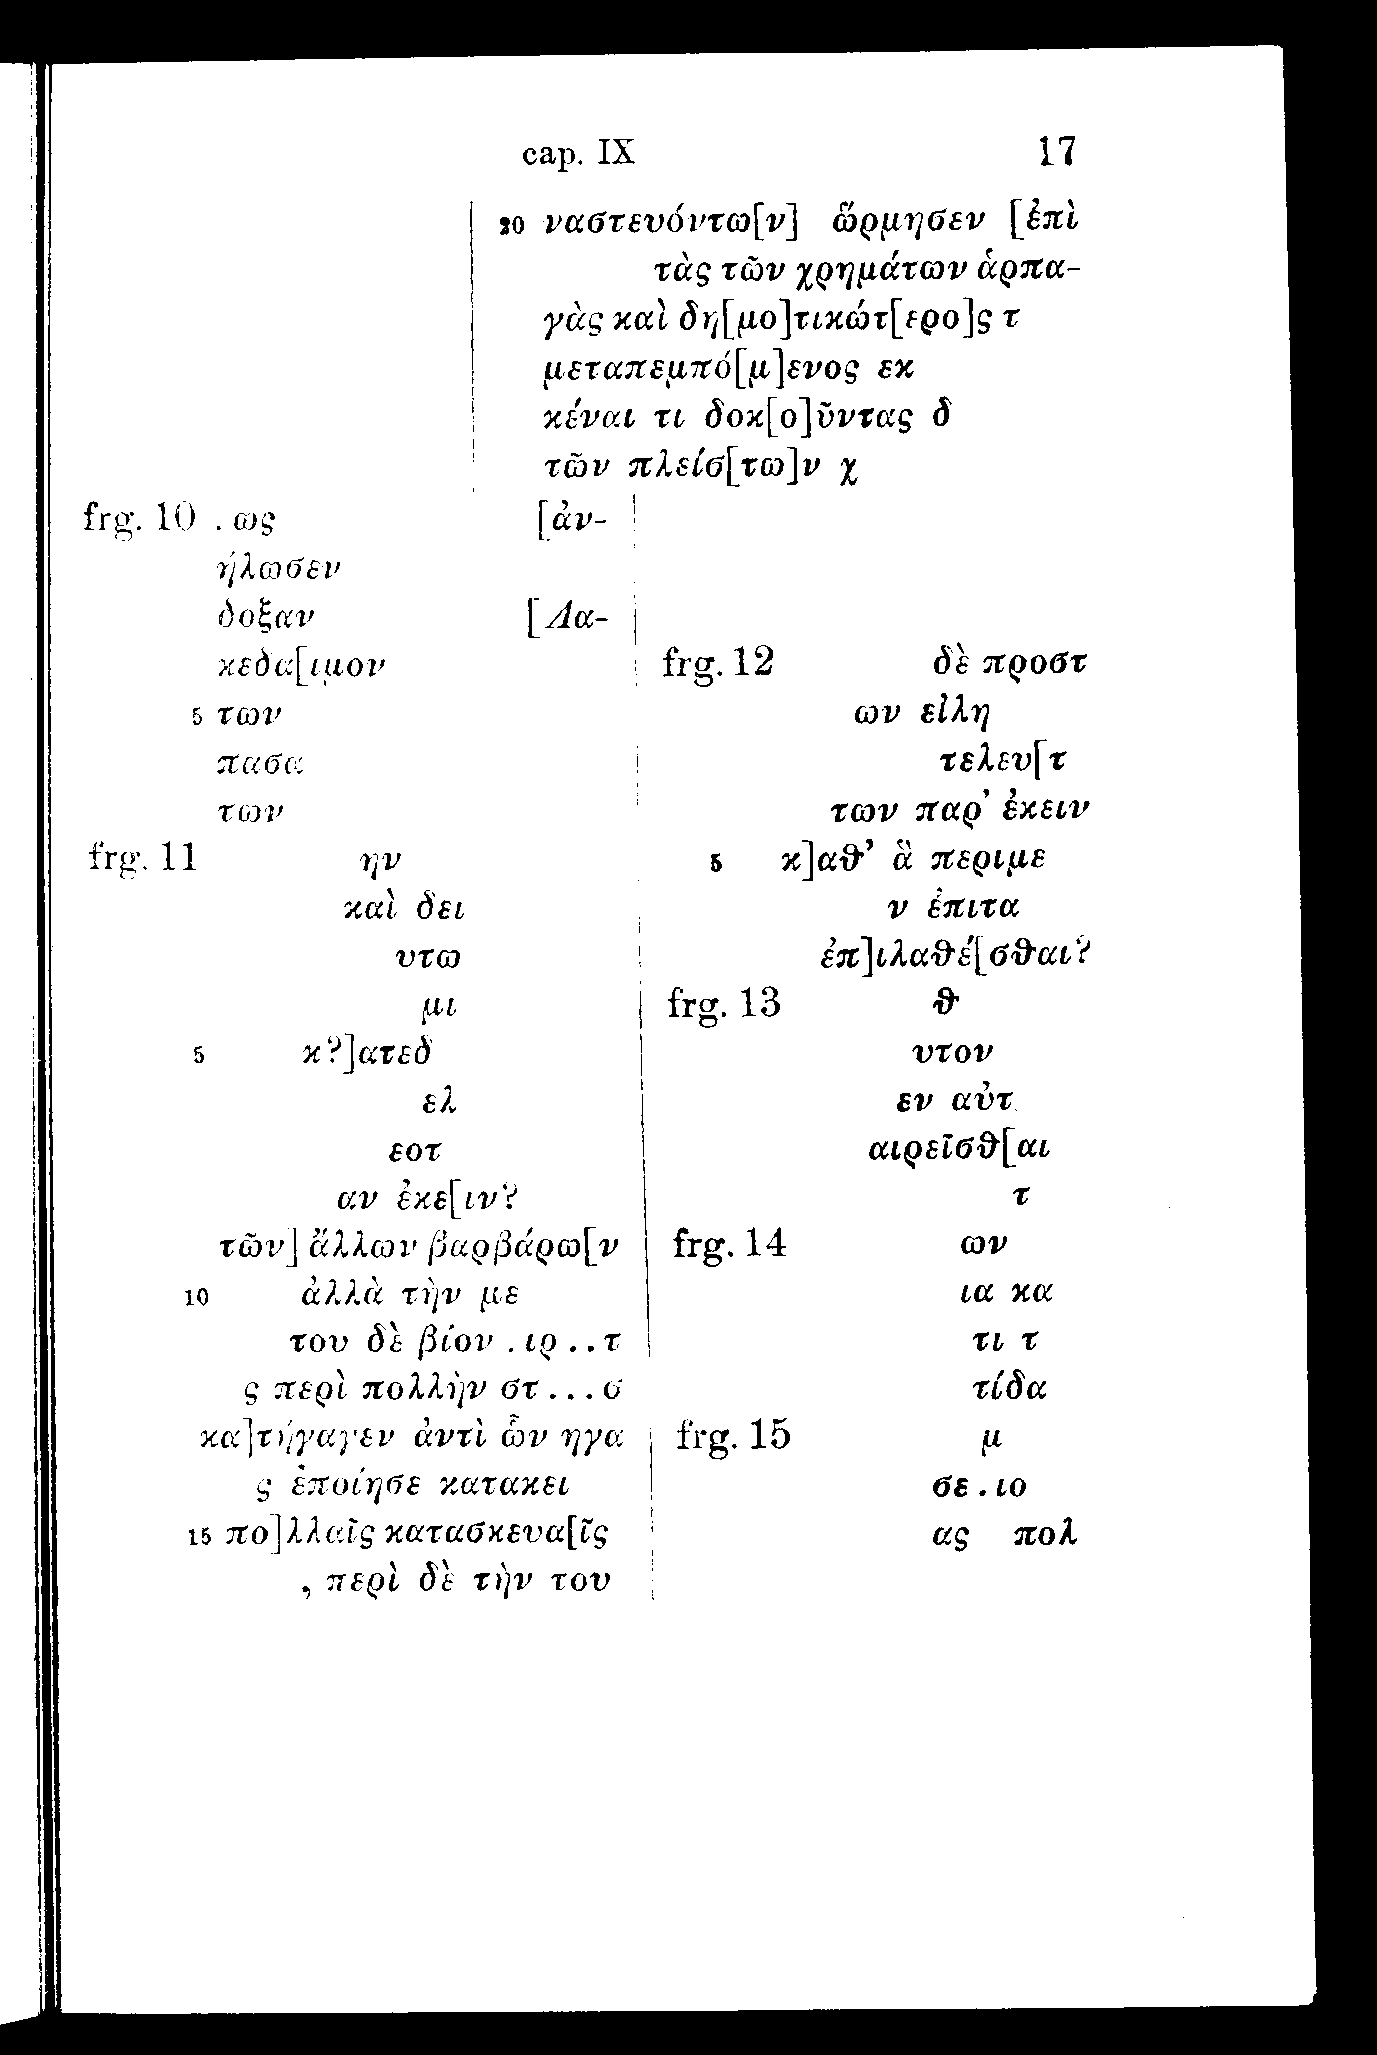 cap. IX 17
20 ναστευόντω[ν] ὥρμησεν [ἐπὶ
τὰς τῶν χρημάτων ἁρπα-
γὰς καὶ δη[μο]τικώτ[ερο]ς τ
μεταπεμπό[μ]ενος εκ
κέναι τι δοκ[ο]ῦντας δ
τῶν πλείσ[τω]ν χ
frg. 10 . ως [ἀν-
ήλωσεν
δοξαν [Λα-
κεδα[ιμον
5 των
πασα
των
frg. 11 ην
καὶ δει
υτω
μι
5 κ?]ατεδ
ελ
εοτ
αν ἐκε[ιν?
τῶν] ἄλλων βαρβάρω[ν
10 ἀλλὰ τὴν με
του δὲ βίον . ιρ . . τ
ς περὶ πολλὴν στ . . . σ
κα]τήγαγεν ἀντὶ ὧν ηγα
ς ἐποίησε κατακει
15 πο]λλαῖς κατασκευα[ῖς
, περὶ δὲ τὴν του
frg. 12 δὲ προστ
ων εἰλη
τελευ[τ
των παρ’ ἐκειν
5 κ]αθ’ ἃ περιμε
ν ἐπιτα
ἐπ]ιλαθέ[σθαι?
frg. 13 θ
υτον
εν αὐτ
αιρεῖσθ[αι
τ
frg. 14 ων
ια κα
τι τ
τίδα
frg. 15 μ
σε . ιο
ας πολ